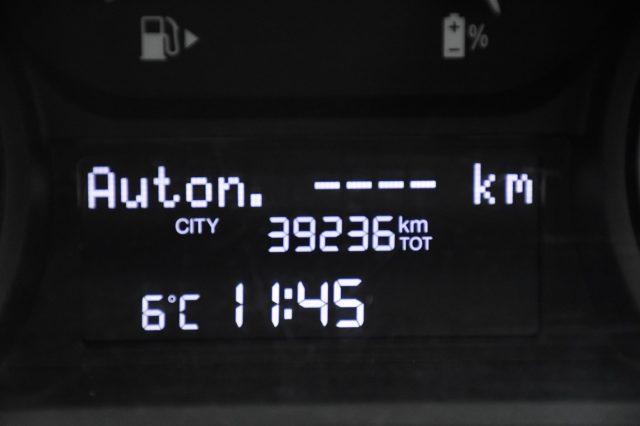 %
Auton. ---- km
CITY 39236 km TOT
6°C 11:45